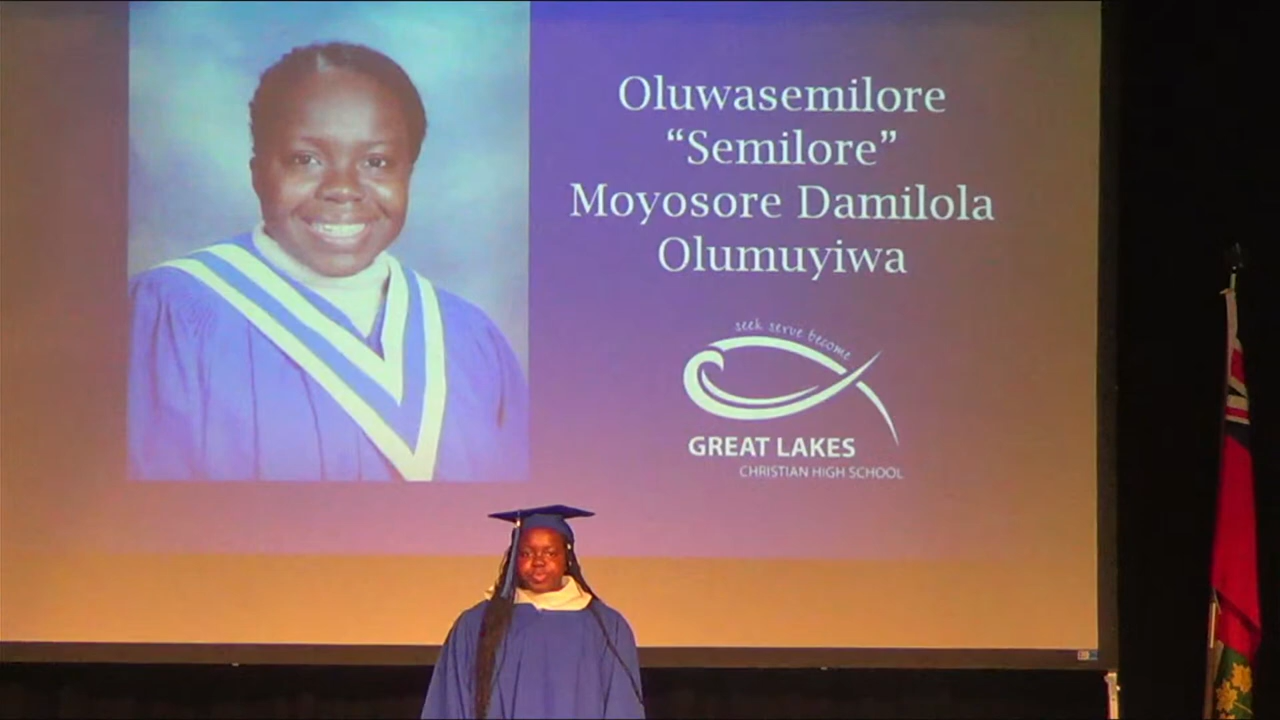 Oluwasemilore
“Semilore”
Moyosore Damilola
Olumuyiwa
seek serve become
GREAT LAKES
CHRISTIAN HIGH SCHOOL